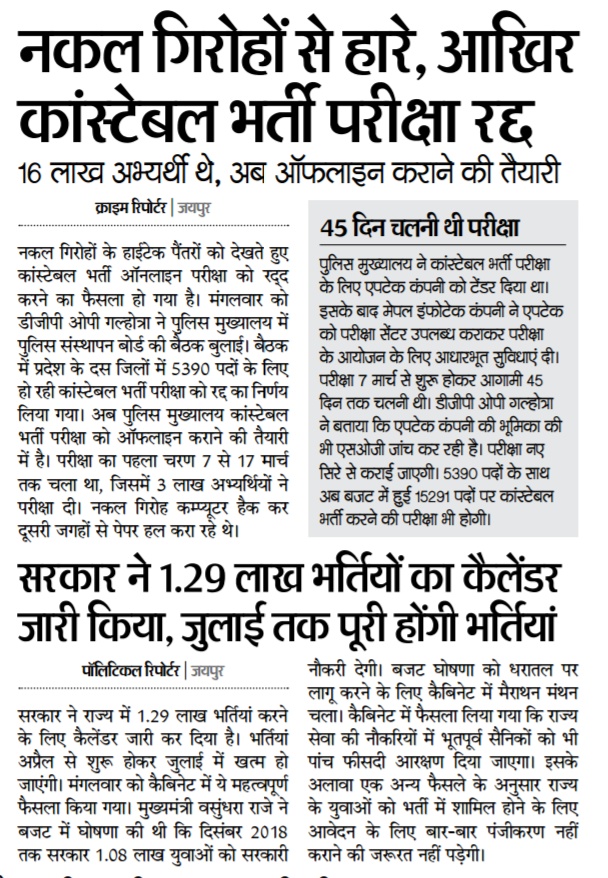 नकल गिरोहों से हारे, आखिर
कांस्टेबल भर्ती परीक्षा रद्द
16 लाख अभ्यर्थी थे, अब ऑफलाइन कराने की तैयारी
क्राइम रिपोर्टर | जयपुर
नकल गिरोहों के हाईटेक पैंतरों को देखते हुए
कांस्टेबल भर्ती ऑनलाइन परीक्षा को रद्द
करने का फैसला हो गया है। मंगलवार को
डीजीपी ओपी गल्होत्रा ने पुलिस मुख्यालय में
पुलिस संस्थापन बोर्ड की बैठक बुलाई। बैठक
में प्रदेश के दस जिलों में 5390 पदों के लिए
हो रही कांस्टेबल भर्ती परीक्षा को रद्द का निर्णय
लिया गया। अब पुलिस मुख्यालय कांस्टेबल
भर्ती परीक्षा को ऑफलाइन कराने की तैयारी
में है। परीक्षा का पहला चरण 7 से 17 मार्च
तक चला था, जिसमें 3 लाख अभ्यर्थियों ने
परीक्षा दी। नकल गिरोह कम्प्यूटर हैक कर
दूसरी जगहों से पेपर हल करा रहे थे।
45 दिन चलनी थी परीक्षा
पुलिस मुख्यालय ने कांस्टेबल भर्ती परीक्षा
के लिए एपटेक कंपनी को टेंडर दिया था।
इसके बाद मेपल इंफोटेक कंपनी ने एपटेक
को परीक्षा सेंटर उपलब्ध कराकर परीक्षा
के आयोजन के लिए आधारभूत सुविधाएं दी।
परीक्षा 7 मार्च से शुरू होकर आगामी 45
दिन तक चलनी थी। डीजीपी ओपी गल्होत्रा
ने बताया कि एपटेक कंपनी की भूमिका की
भी एसओजी जांच कर रही है। परीक्षा नए
सिरे से कराई जाएगी। 5390 पदों के साथ
अब बजट में हुई 15291 पदों पर कांस्टेबल
भर्ती करने की परीक्षा भी होगी।
सरकार ने 1.29 लाख भर्तियों का कैलेंडर
जारी किया, जुलाई तक पूरी होंगी भर्तियां
पॉलिटिकल रिपोर्टर | जयपुर
सरकार ने राज्य में 1.29 लाख भर्तियां करने
के लिए कैलेंडर जारी कर दिया है। भर्तियां
अप्रैल से शुरू होकर जुलाई में खत्म हो
जाएंगी। मंगलवार को कैबिनेट में ये महत्वपूर्ण
फैसला किया गया। मुख्यमंत्री वसुंधरा राजे ने
बजट में घोषणा की थी कि दिसंबर 2018
तक सरकार 1.08 लाख युवाओं को सरकारी
नौकरी देगी। बजट घोषणा को धरातल पर
लागू करने के लिए कैबिनेट में मैराथन मंथन
चला। कैबिनेट में फैसला लिया गया कि राज्य
सेवा की नौकरियों में भूतपूर्व सैनिकों को भी
पांच फीसदी आरक्षण दिया जाएगा। इसके
अलावा एक अन्य फैसले के अनुसार राज्य
के युवाओं को भर्ती में शामिल होने के लिए
आवेदन के लिए बार-बार पंजीकरण नहीं
कराने की जरूरत नहीं पड़ेगी।